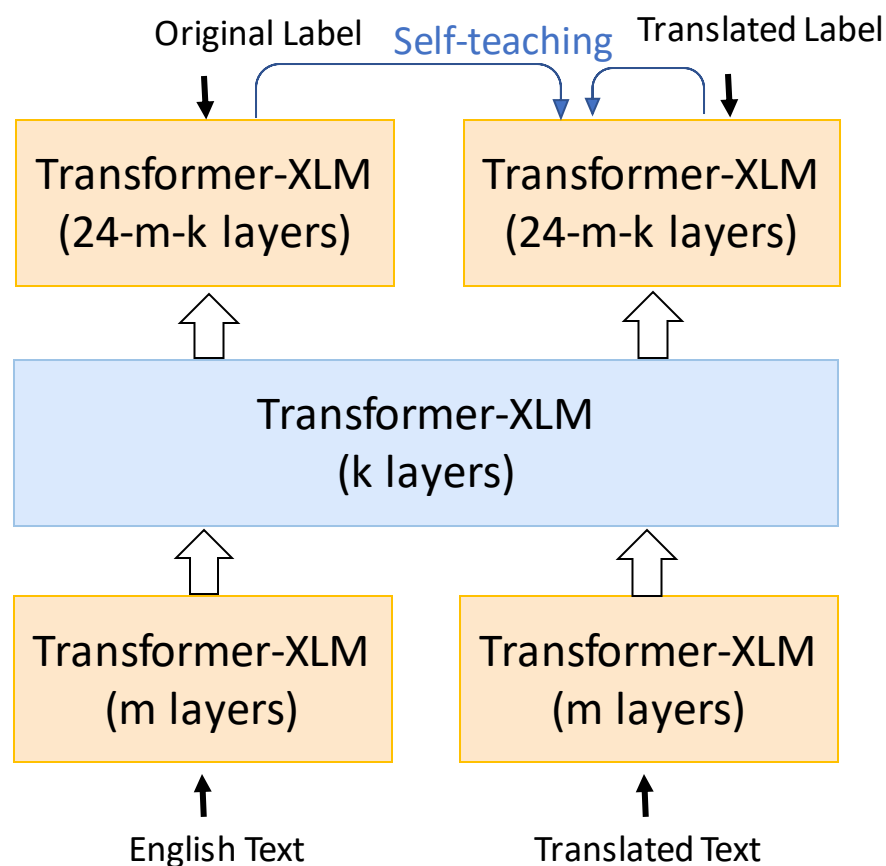 Original Label
Self-teaching
Translated Label
Transformer-XLM
(24-m-k layers)
Transformer-XLM
(24-m-k layers)
Transformer-XLM
(k layers)
Transformer-XLM
(m layers)
Transformer-XLM
(m layers)
English Text
Translated Text